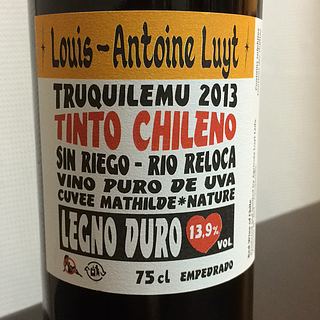 Louis-Antoine Luyt
TRUQUILEMU 2013
TINTO CHILENO
SIN RIEGO - RIO RELOCA
VINO PURO DE UVA
CUVEE MATHILDE*NATURE
LEGNO DURO 13,9% VOL.
75 cl EMPEDRADO